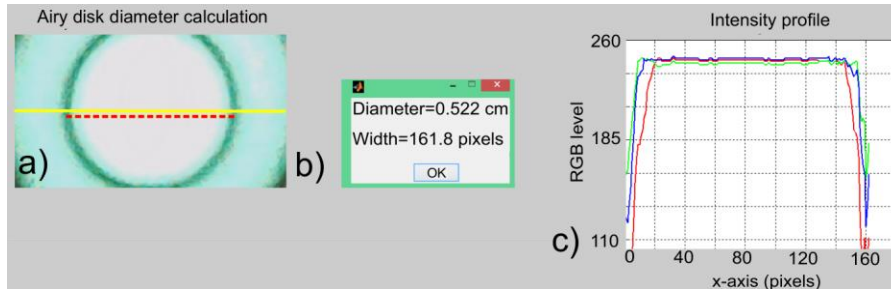 Airy disk diameter calculation
a)
b)
Diameter=0.522 cm
Width=161.8 pixels
OK
Intensity profile
260
185
110
RGB level
0 40 80 120 160
x-axis (pixels)
c)